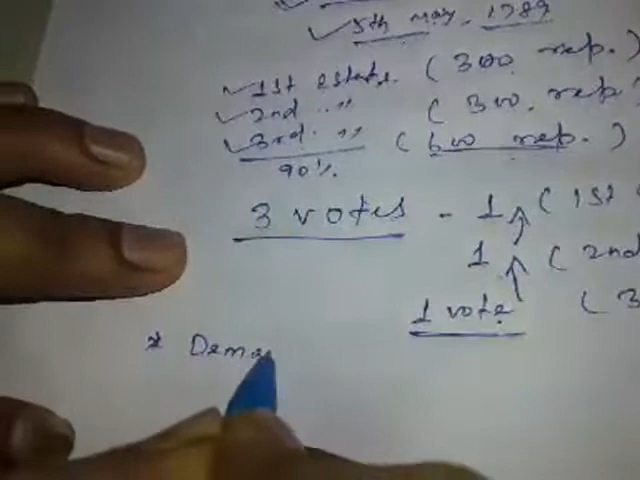 5th may, 1789
1st estate. (300 rep.)
2nd. ,, (300. rep
3rd. ,, (600 rep.)
90%.
3 votes - 1 (1st
1 (2nd
1 vote (3
* Dema